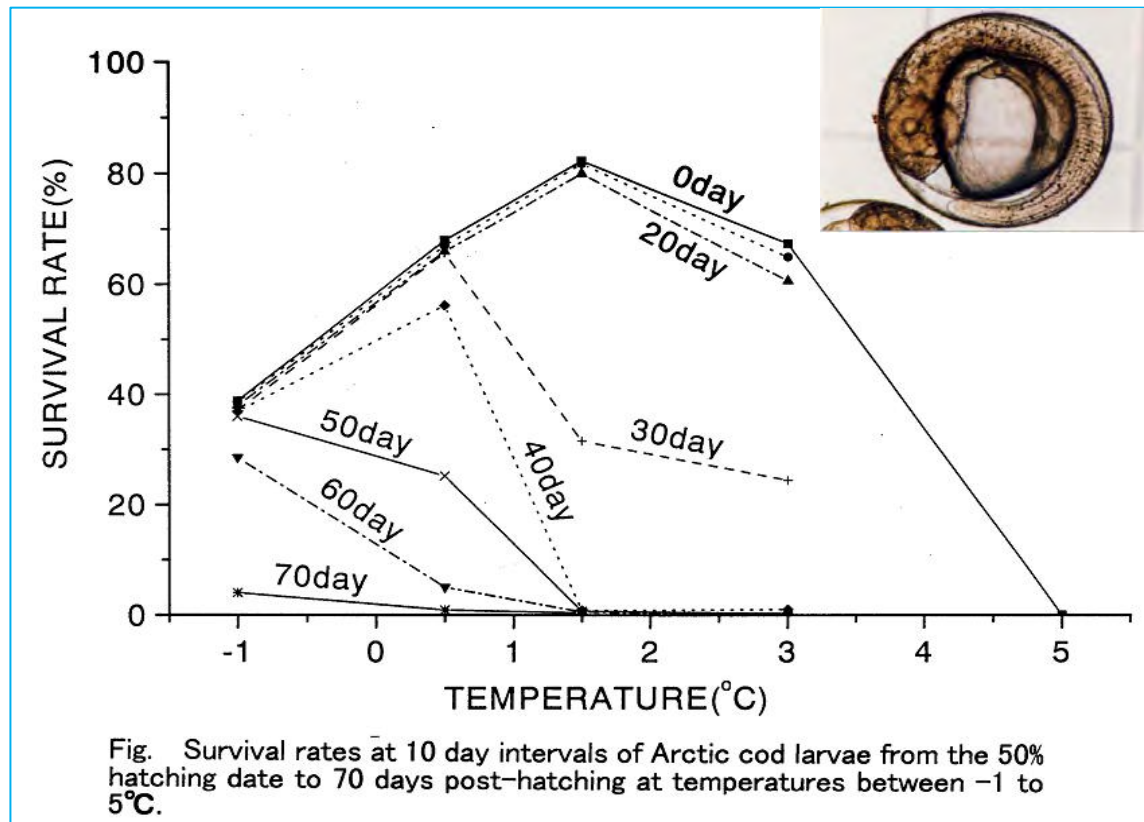 100
80
60
40
20
0
SURVIVAL RATE(%)
0day
20day
30day
40day
50day
60day
70day
-1
0
1
2
3
4
5
TEMPERATURE(°C)
Fig. Survival rates at 10 day intervals of Arctic cod larvae from the 50%
hatching date to 70 days post-hatching at temperatures between -1 to
5℃.